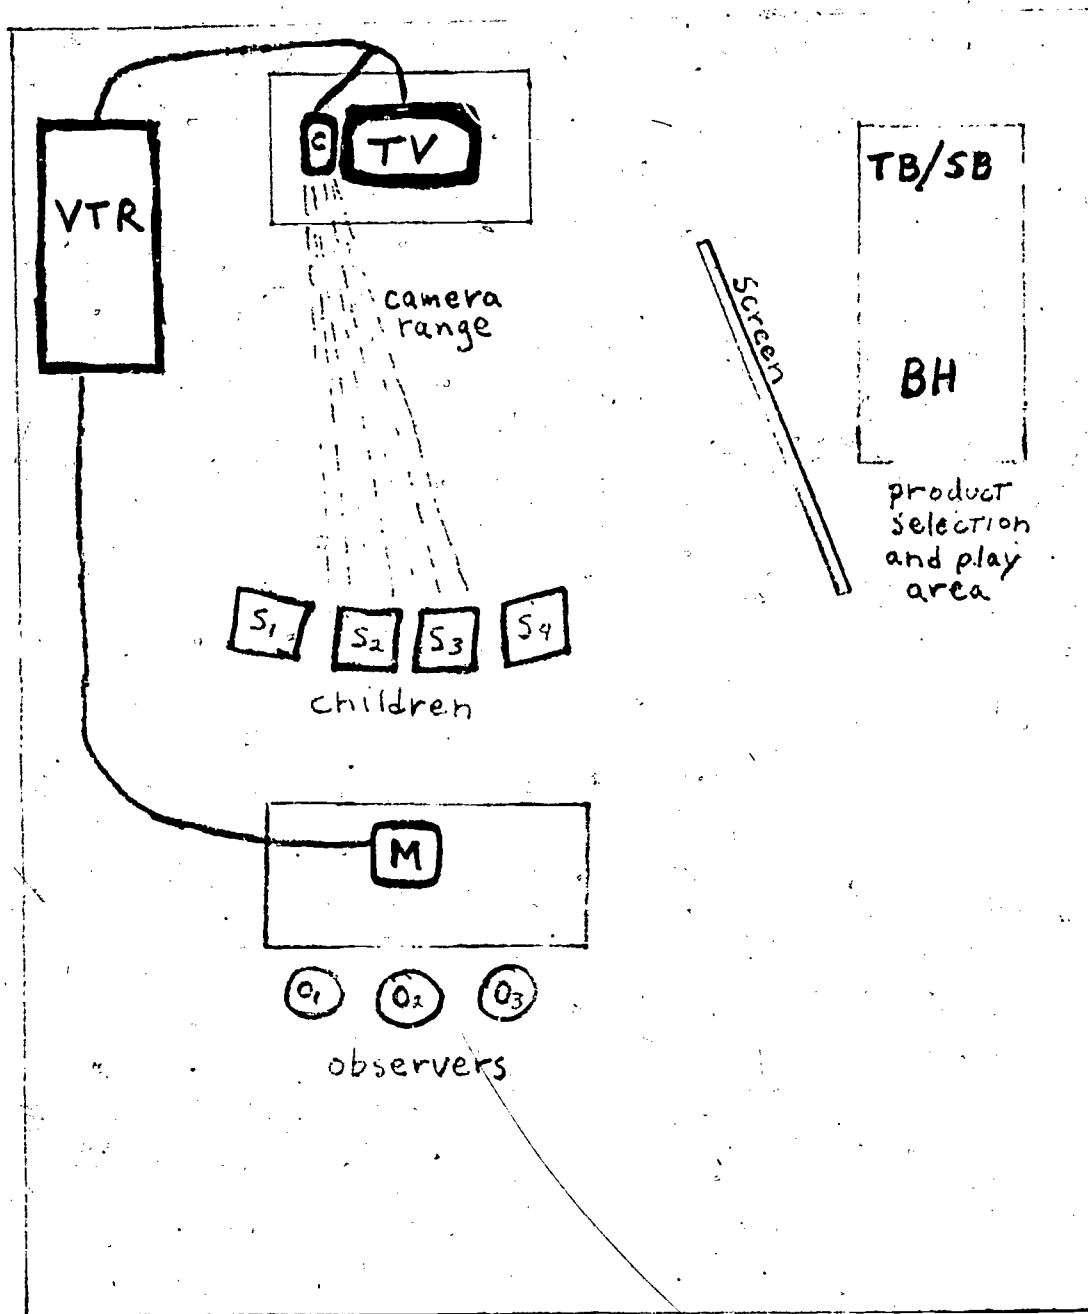 C
TV
VTR
camera
range
Screen
TB/SB
BH
product
selection
and play
area
S1
S2
S3
S4
children
M
O1
O2
O3
observers